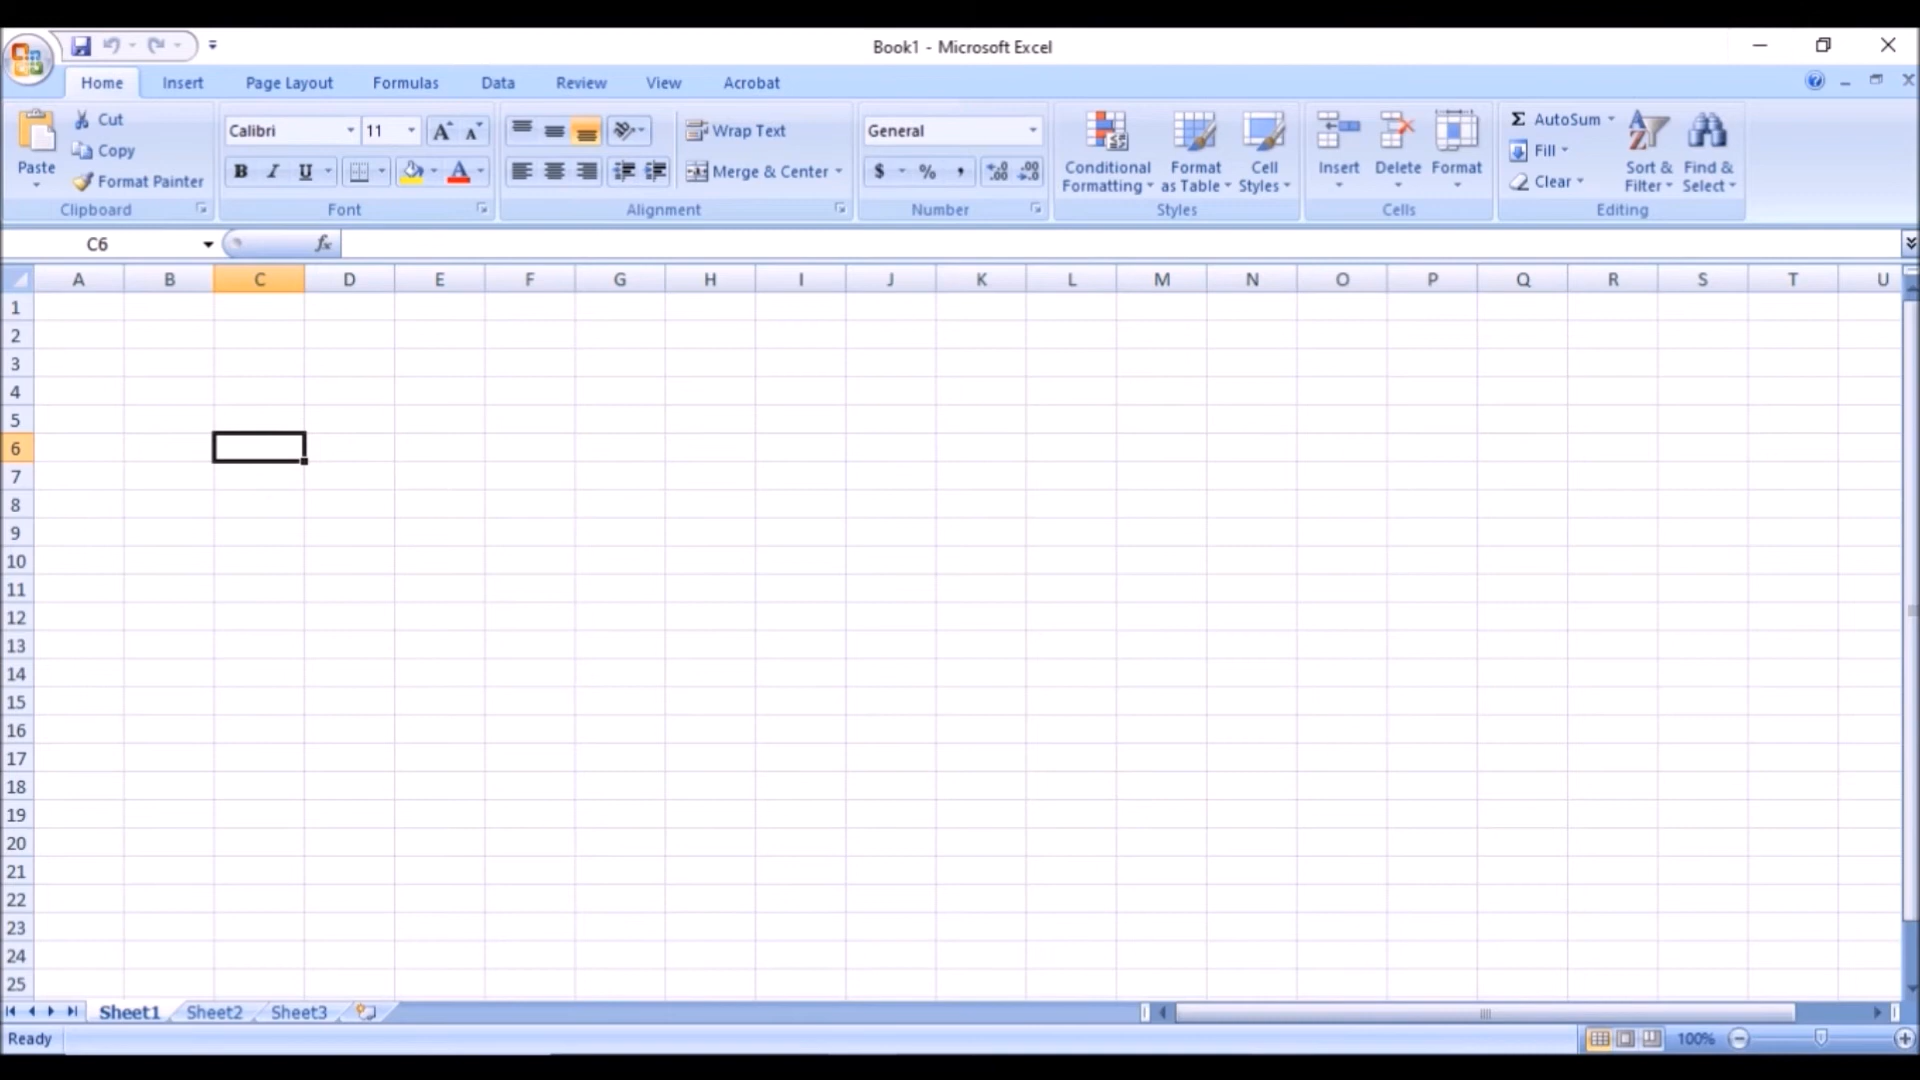 Book1 - Microsoft Excel
Home Insert Page Layout Formulas Data Review View Acrobat
Paste Cut Copy Format Painter
Calibri 11 A A
B I U A
Wrap Text
Merge & Center
General
$ % , .00 .00
Conditional Formatting Format as Table Cell Styles
Insert Delete Format
Σ AutoSum Fill Clear
Sort & Filter Find & Select
Clipboard Font Alignment Number Styles Cells Editing
C6 fx
A B C D E F G H I J K L M N O P Q R S T U
1
2
3
4
5
6
7
8
9
10
11
12
13
14
15
16
17
18
19
20
21
22
23
24
25
Sheet1 Sheet2 Sheet3
Ready 100%